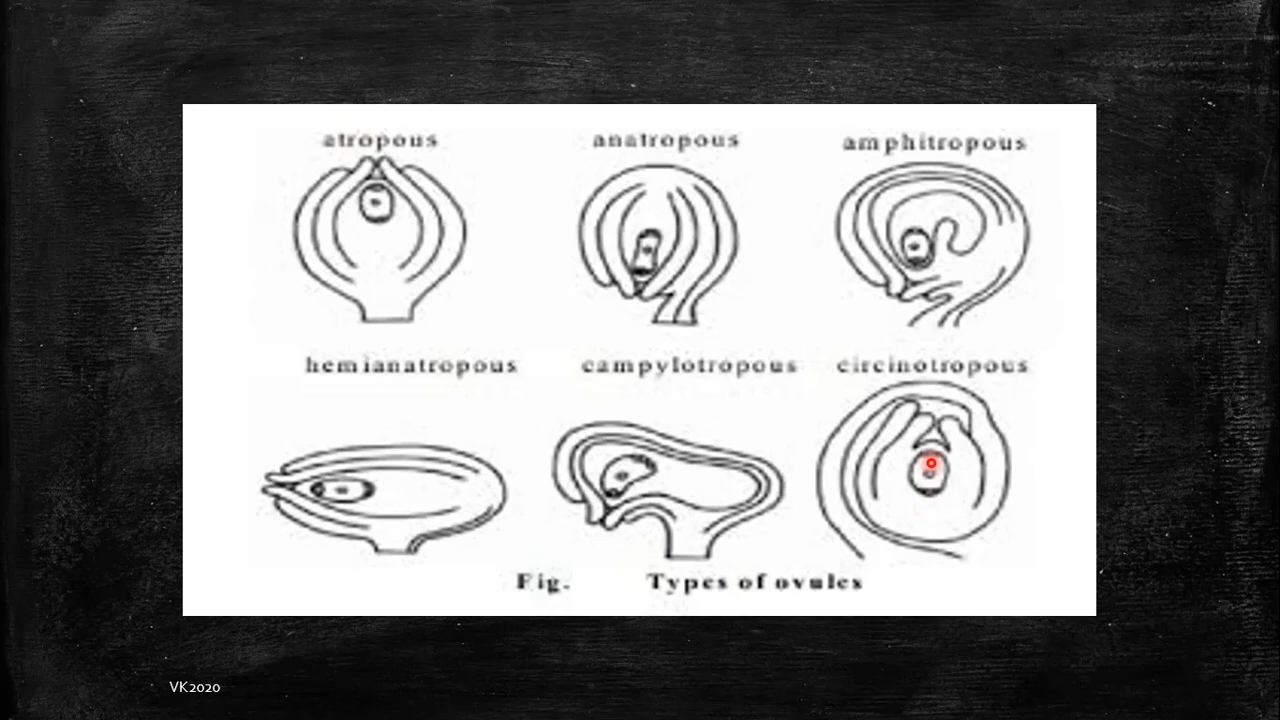 atropous anatropous amphitropous
hemianatropous campylotropous circinotropous
Fig. Types of ovules
VK2020